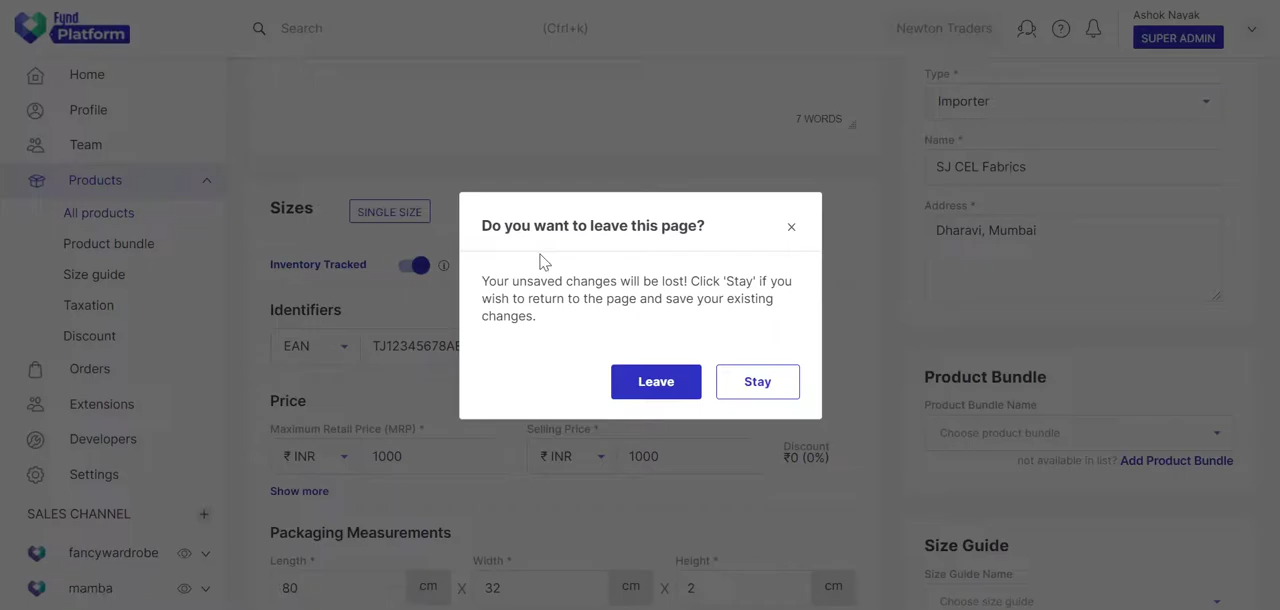 Fynd
Platform
Search
(Ctrl+k)
Newton Traders
Ashok Nayak
SUPER ADMIN
Home
Profile
Team
Products
All products
Product bundle
Size guide
Taxation
Discount
Orders
Extensions
Developers
Settings
SALES CHANNEL
fancywardrobe
mamba
7 WORDS
Sizes
SINGLE SIZE
Inventory Tracked
Identifiers
EAN
Price
Maximum Retail Price (MRP) *
₹ INR
1000
Selling Price *
₹ INR
1000
Discount
₹0 (0%)
Show more
Packaging Measurements
Length *
80
cm
X
Width *
32
cm
X
Height *
2
cm
Do you want to leave this page?
Your unsaved changes will be lost! Click 'Stay' if you
wish to return to the page and save your existing
changes.
Leave
Stay
Type *
Importer
Name *
SJ CEL Fabrics
Address *
Dharavi, Mumbai
Product Bundle
Product Bundle Name
Choose product bundle
not available in list? Add Product Bundle
Size Guide
Size Guide Name
Choose size guide